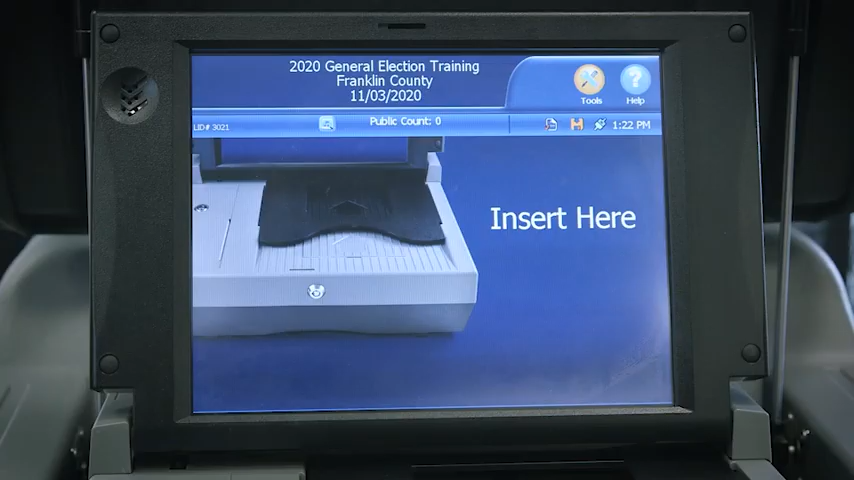 2020 General Election Training
Franklin County
11/03/2020
Tools
Help
LID# 3021
Public Count: 0
1:22 PM
Insert Here